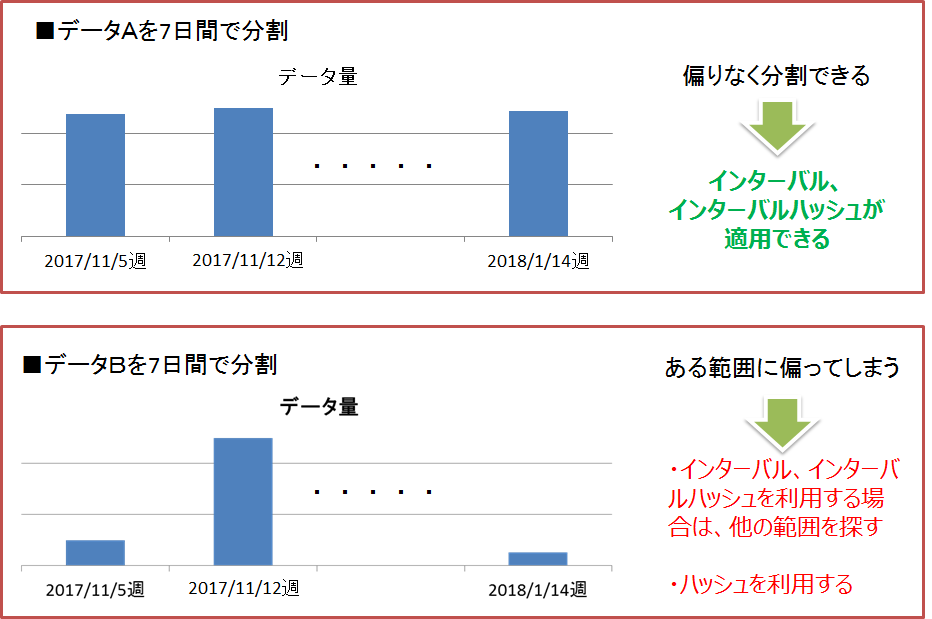 ■データAを7日間で分割
データ量
偏りなく分割できる
インターバル、
インターバルハッシュが
適用できる
・・・・・
2017/11/5週
2017/11/12週
2018/1/14週
■データBを7日間で分割
データ量
ある範囲に偏ってしまう
・インターバル、インターバ
ルハッシュを利用する場
合は、他の範囲を探す
・ハッシュを利用する
・・・・・
2017/11/5週
2017/11/12週
2018/1/14週